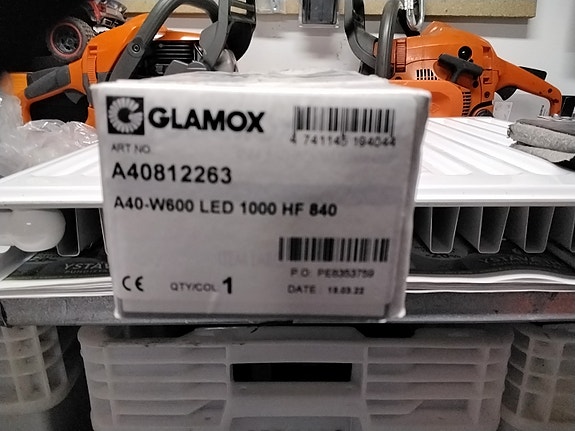 GLAMOX
4 741145 194044
ART NO.
A40812263
A40-W600 LED 1000 HF 840
P.O. PE8353759
CE QTY/COL 1
DATE : 18.03.22